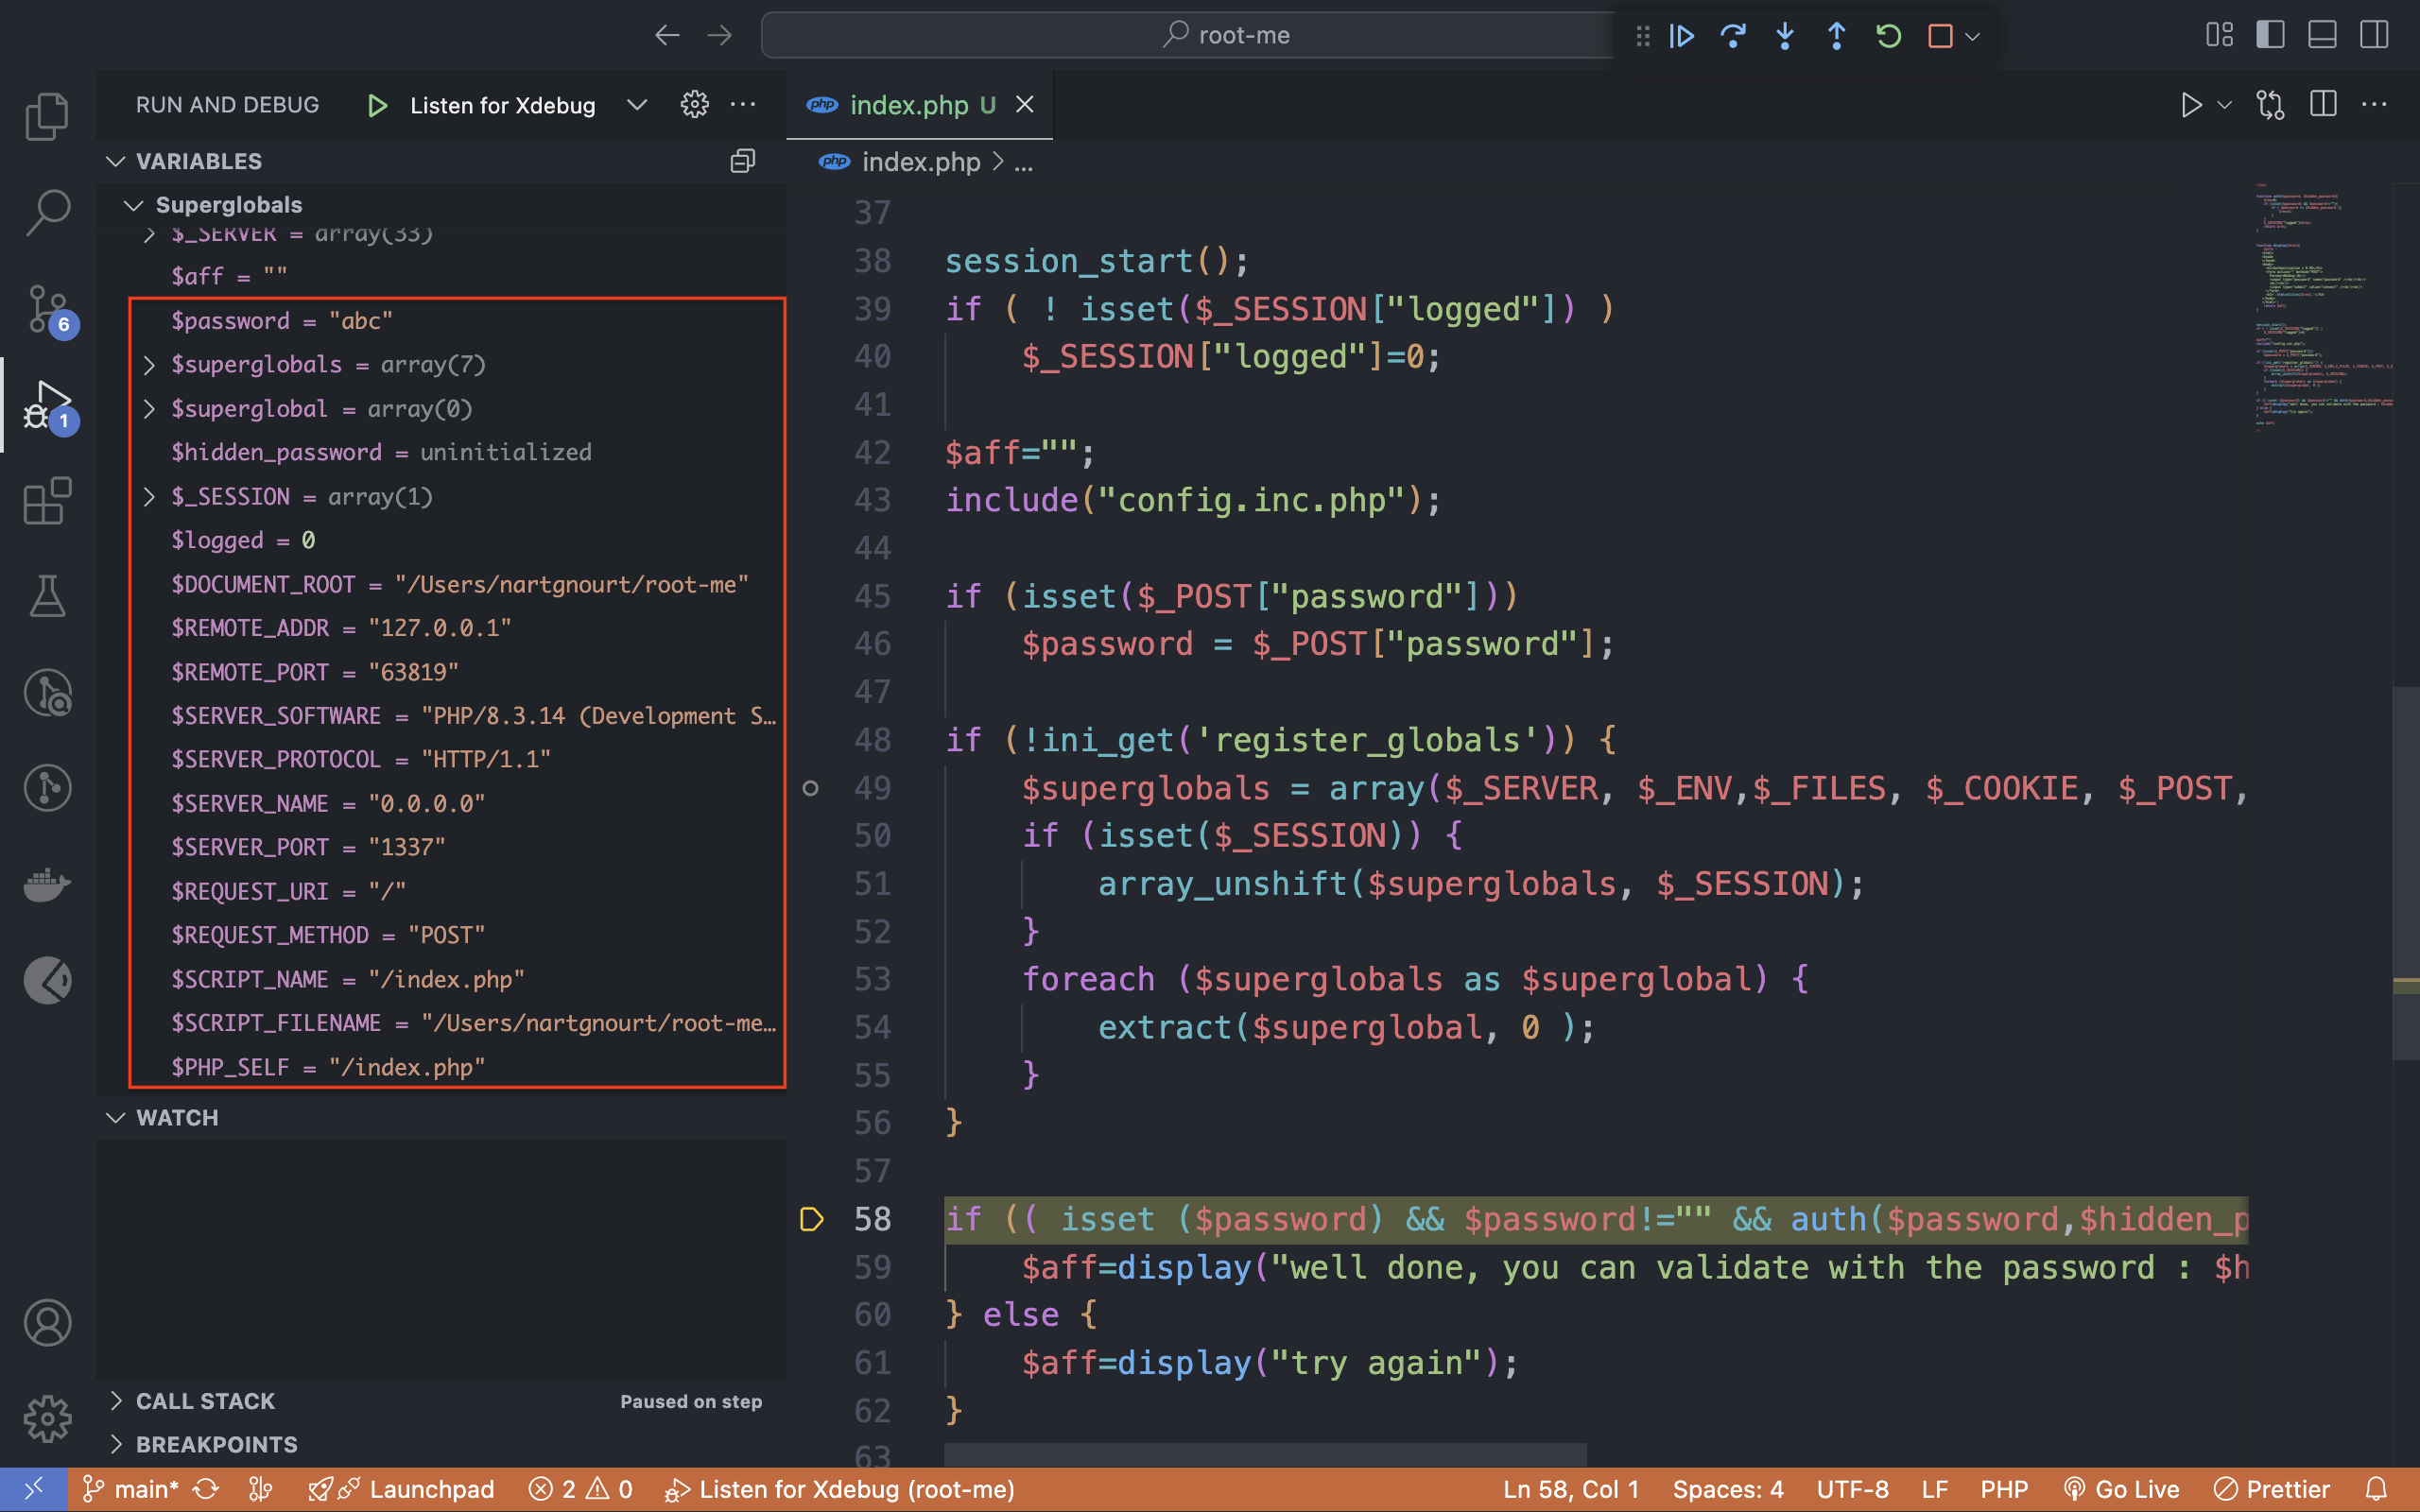 root-me
RUN AND DEBUG
Listen for Xdebug
index.php U
VARIABLES
php index.php > ...
Superglobals
$_SERVER = array(33)
$aff = ""
$password = "abc"
$superglobals = array(7)
$superglobal = array(0)
$hidden_password = uninitialized
$_SESSION = array(1)
$logged = 0
$DOCUMENT_ROOT = "/Users/nartgnourt/root-me"
$REMOTE_ADDR = "127.0.0.1"
$REMOTE_PORT = "63819"
$SERVER_SOFTWARE = "PHP/8.3.14 (Development S…
$SERVER_PROTOCOL = "HTTP/1.1"
$SERVER_NAME = "0.0.0.0"
$SERVER_PORT = "1337"
$REQUEST_URI = "/"
$REQUEST_METHOD = "POST"
$SCRIPT_NAME = "/index.php"
$SCRIPT_FILENAME = "/Users/nartgnourt/root-me…
$PHP_SELF = "/index.php"
WATCH
CALL STACK Paused on step
BREAKPOINTS
6
1
37
38 session_start();
39 if ( ! isset($_SESSION["logged"]) )
40     $_SESSION["logged"]=0;
41
42 $aff="";
43 include("config.inc.php");
44
45 if (isset($_POST["password"]))
46     $password = $_POST["password"];
47
48 if (!ini_get('register_globals')) {
49     $superglobals = array($_SERVER, $_ENV,$_FILES, $_COOKIE, $_POST,
50     if (isset($_SESSION)) {
51         array_unshift($superglobals, $_SESSION);
52     }
53     foreach ($superglobals as $superglobal) {
54         extract($superglobal, 0 );
55     }
56 }
57
58 if (( isset ($password) && $password!="" && auth($password,$hidden_p
59     $aff=display("well done, you can validate with the password : $h
60 } else {
61     $aff=display("try again");
62 }
63
main* Launchpad 2 0 Listen for Xdebug (root-me) Ln 58, Col 1 Spaces: 4 UTF-8 LF PHP Go Live Prettier